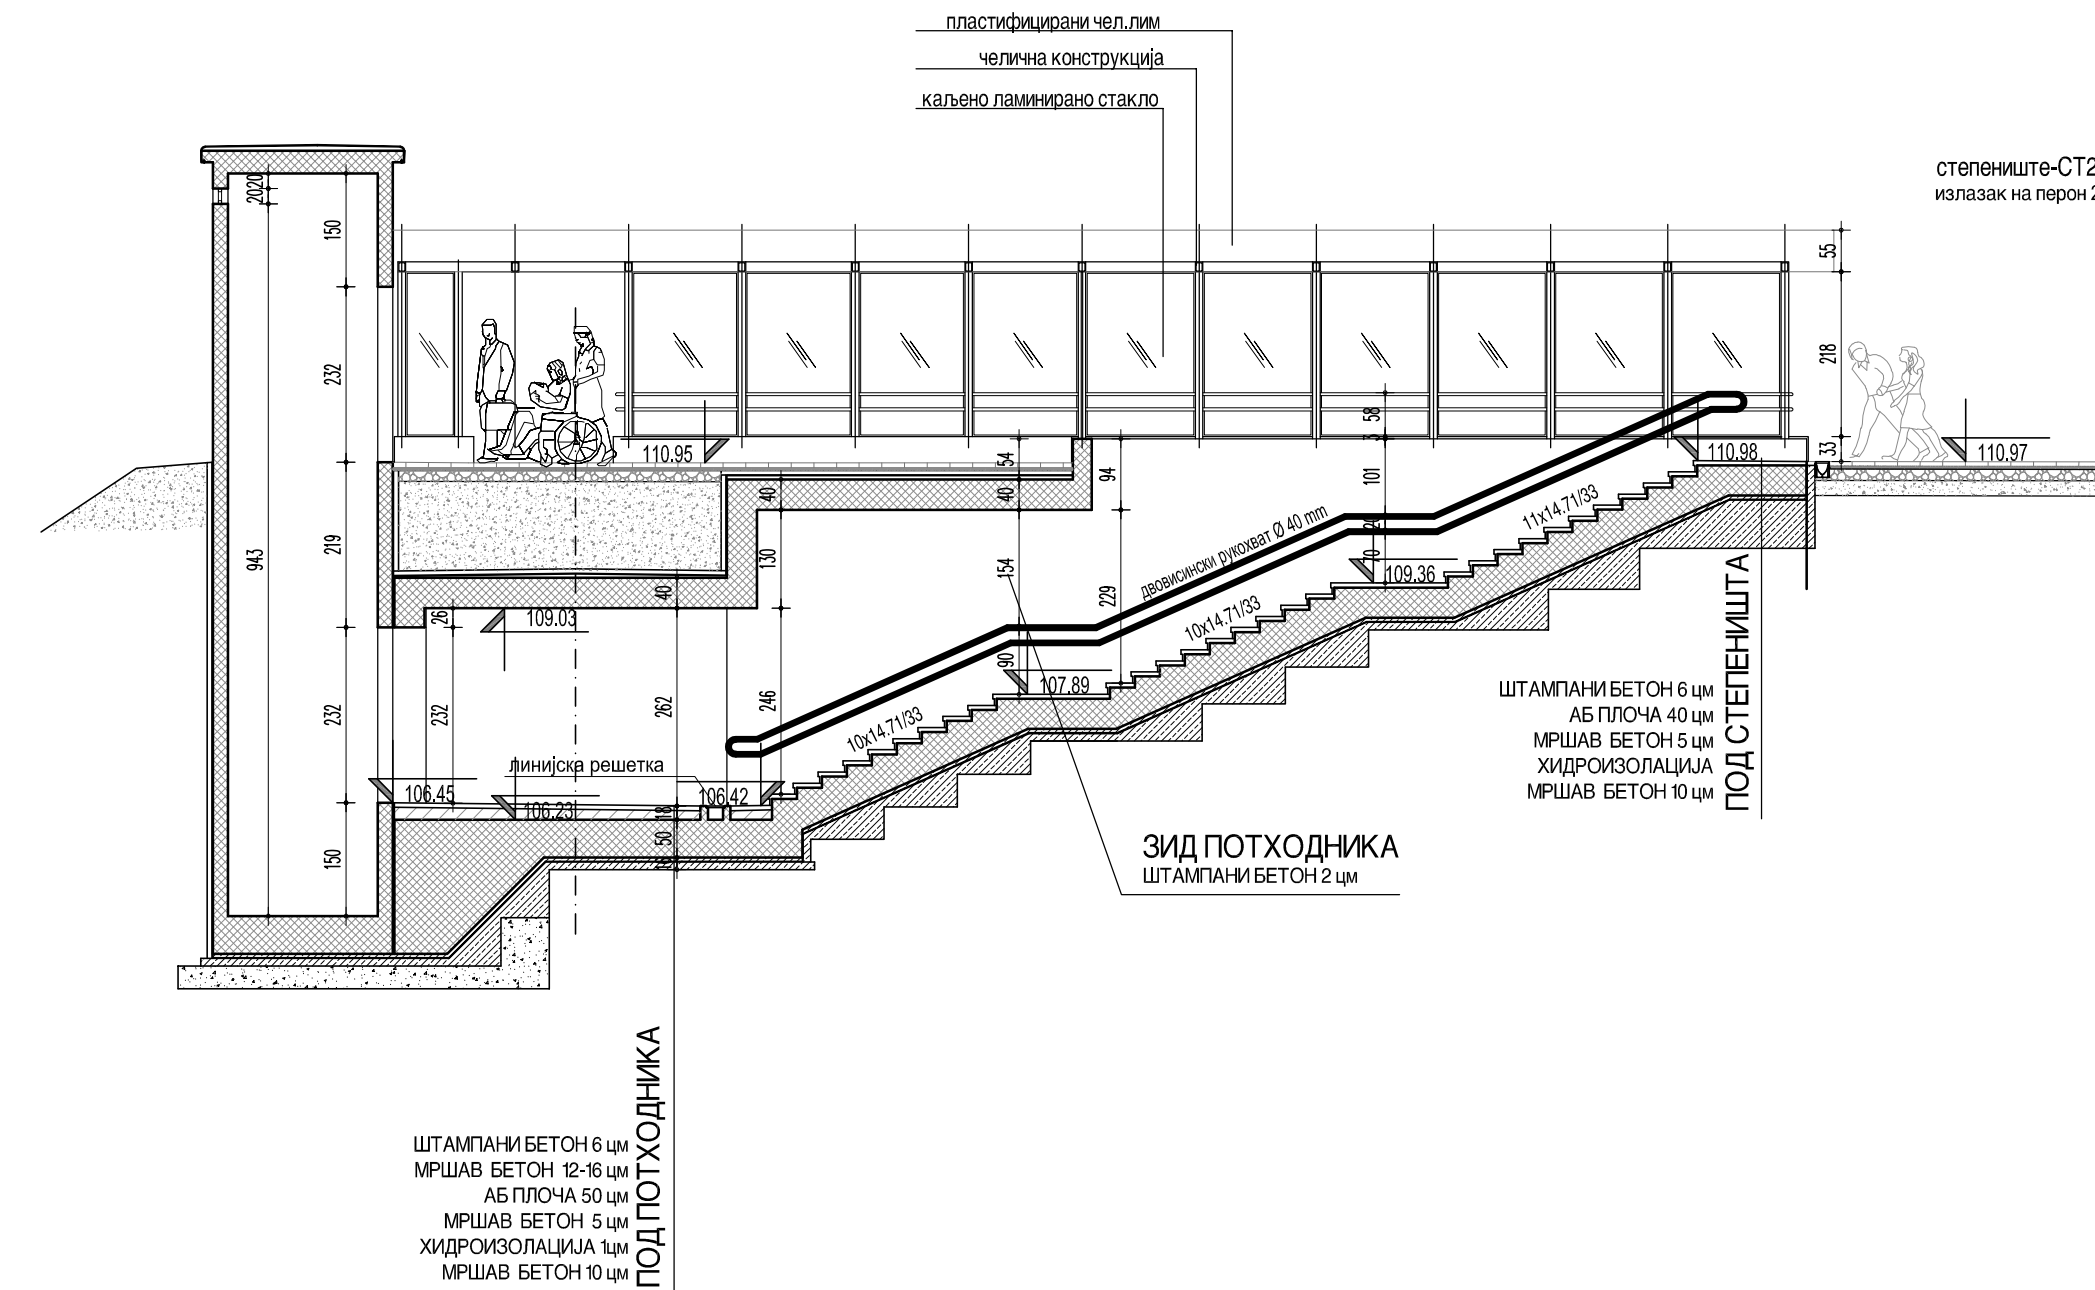 пластифицирани чел.лим
челична конструкција
каљено ламинирано стакло
степениште-СТ2
излазак на перон 2
2020
150
232
943
219
232
150
55
218
33
110.95
110.98
110.97
54
40
94
40
130
40
154
229
58
3
101
20
70
90
26
109.03
109.36
107.89
232
262
246
106.45
106.23
106.42
18
50
16
линијска решетка
двовисински рукохват Ø 40 mm
10x14.71/33
10x14.71/33
11x14.71/33
ЗИД ПОТХОДНИКА
ШТАМПАНИ БЕТОН 2 цм
ПОД СТЕПЕНИШТА
ШТАМПАНИ БЕТОН 6 цм
АБ ПЛОЧА 40 цм
МРШАВ БЕТОН 5 цм
ХИДРОИЗОЛАЦИЈА
МРШАВ БЕТОН 10 цм
ПОД ПОТХОДНИКА
ШТАМПАНИ БЕТОН 6 цм
МРШАВ БЕТОН 12-16 цм
АБ ПЛОЧА 50 цм
МРШАВ БЕТОН 5 цм
ХИДРОИЗОЛАЦИЈА 1цм
МРШАВ БЕТОН 10 цм